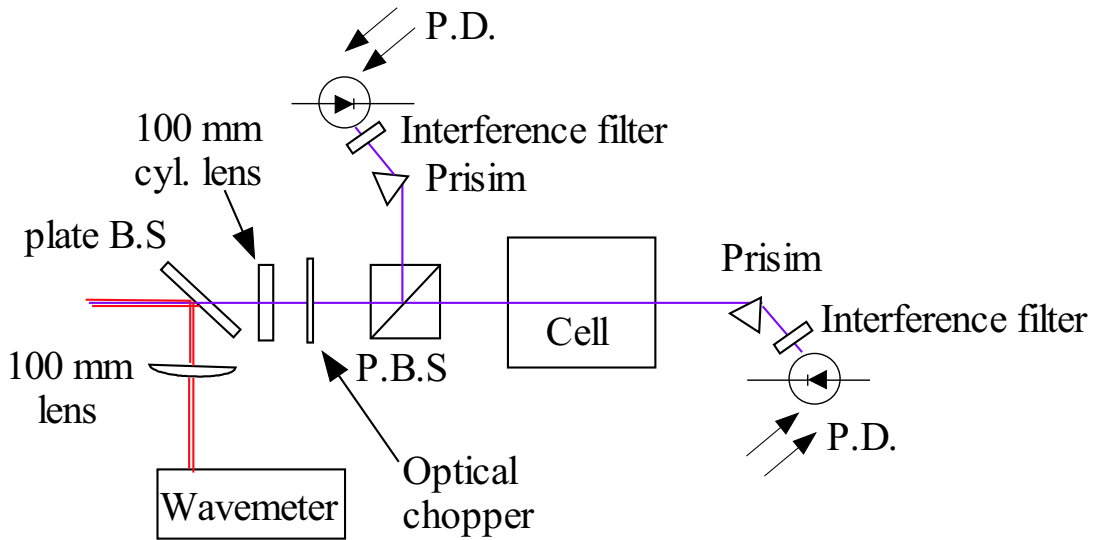 P.D.
100 mm
cyl. lens
Interference filter
Prisim
plate B.S
Prisim
Interference filter
Cell
P.B.S
100 mm
lens
P.D.
Optical
chopper
Wavemeter